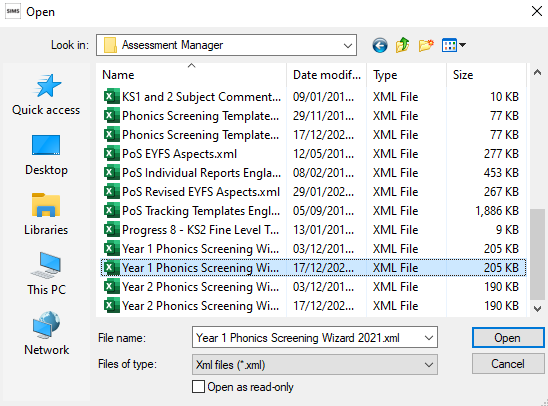 SIMS Open
Look in: Assessment Manager
Name Date modif... Type Size
KS1 and 2 Subject Comment... 09/01/201... XML File 10 KB
Phonics Screening Template... 29/11/201... XML File 77 KB
Phonics Screening Template... 17/12/202... XML File 77 KB
PoS EYFS Aspects.xml 12/05/201... XML File 277 KB
PoS Individual Reports Engla... 08/02/201... XML File 453 KB
PoS Revised EYFS Aspects.xml 29/01/202... XML File 267 KB
PoS Tracking Templates Engl... 05/09/201... XML File 1,886 KB
Progress 8 - KS2 Fine Level T... 13/01/201... XML File 9 KB
Year 1 Phonics Screening Wi... 03/12/201... XML File 205 KB
Year 1 Phonics Screening Wi... 17/12/202... XML File 205 KB
Year 2 Phonics Screening Wi... 03/12/201... XML File 190 KB
Year 2 Phonics Screening Wi... 17/12/202... XML File 190 KB
Quick access
Desktop
Libraries
This PC
Network
File name: Year 1 Phonics Screening Wizard 2021.xml Open
Files of type: Xml files (*.xml) Cancel
Open as read-only